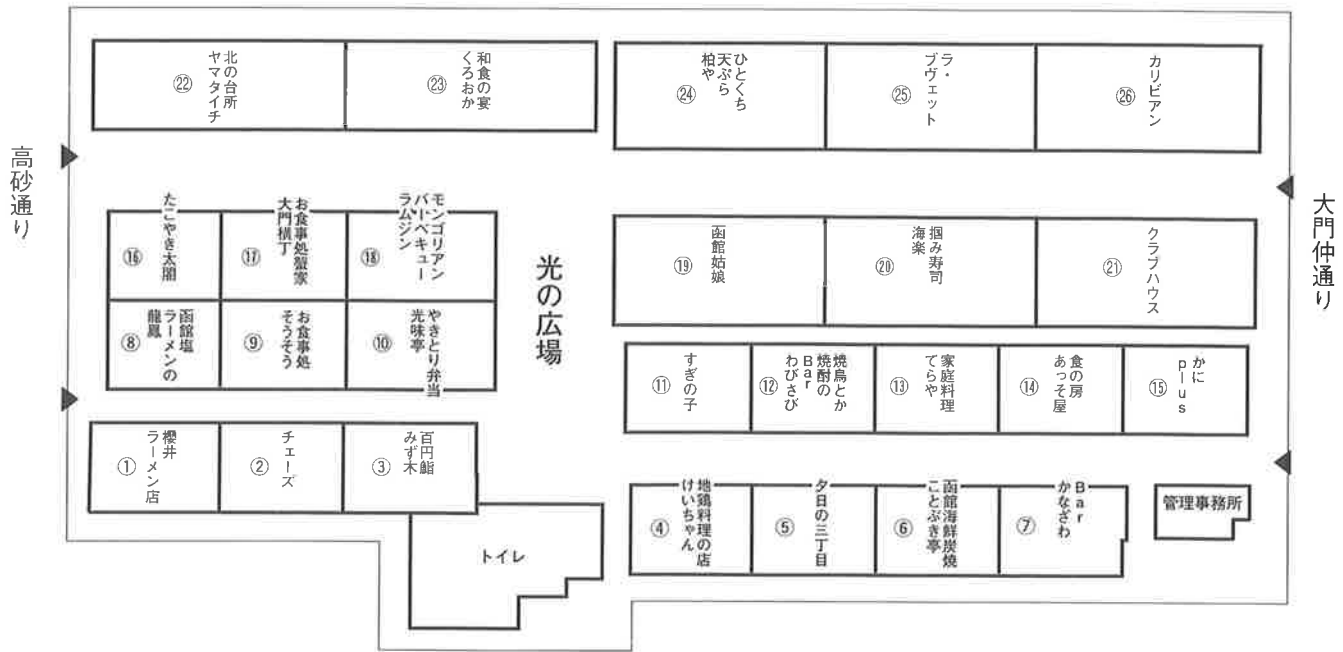 高砂通り
大門仲通り
光の広場
㉒
北の台所
ヤマタイチ
㉓
和食の宴
くろおか
㉔
ひとくち
天ぷら
柏や
㉕
ラ・
ブヴェット
㉖
カリビアン
⑯
たこやき太閤
⑰
お食事処蟹家
大門横丁
⑱
モンゴリアン
バーベキュー
ラムジン
⑲
函館姑娘
⑳
掴み寿司
海楽
㉑
クラブハウス
⑧
函館塩
ラーメンの
龍鳳
⑨
お食事処
そうそう
⑩
やきとり弁当
光味亭
⑪
すぎの子
⑫
焼鳥とか
焼酎の
Bar
わびさび
⑬
家庭料理
てらや
⑭
食の房
あっそ屋
⑮
かに
plus
①
櫻井
ラーメン店
②
チェーズ
③
百円鮨
みず木
④
地鶏料理の店
けいちゃん
⑤
夕日の三丁目
⑥
函館海鮮炭焼
ことぶき亭
⑦
Bar
かなざわ
管理事務所
トイレ